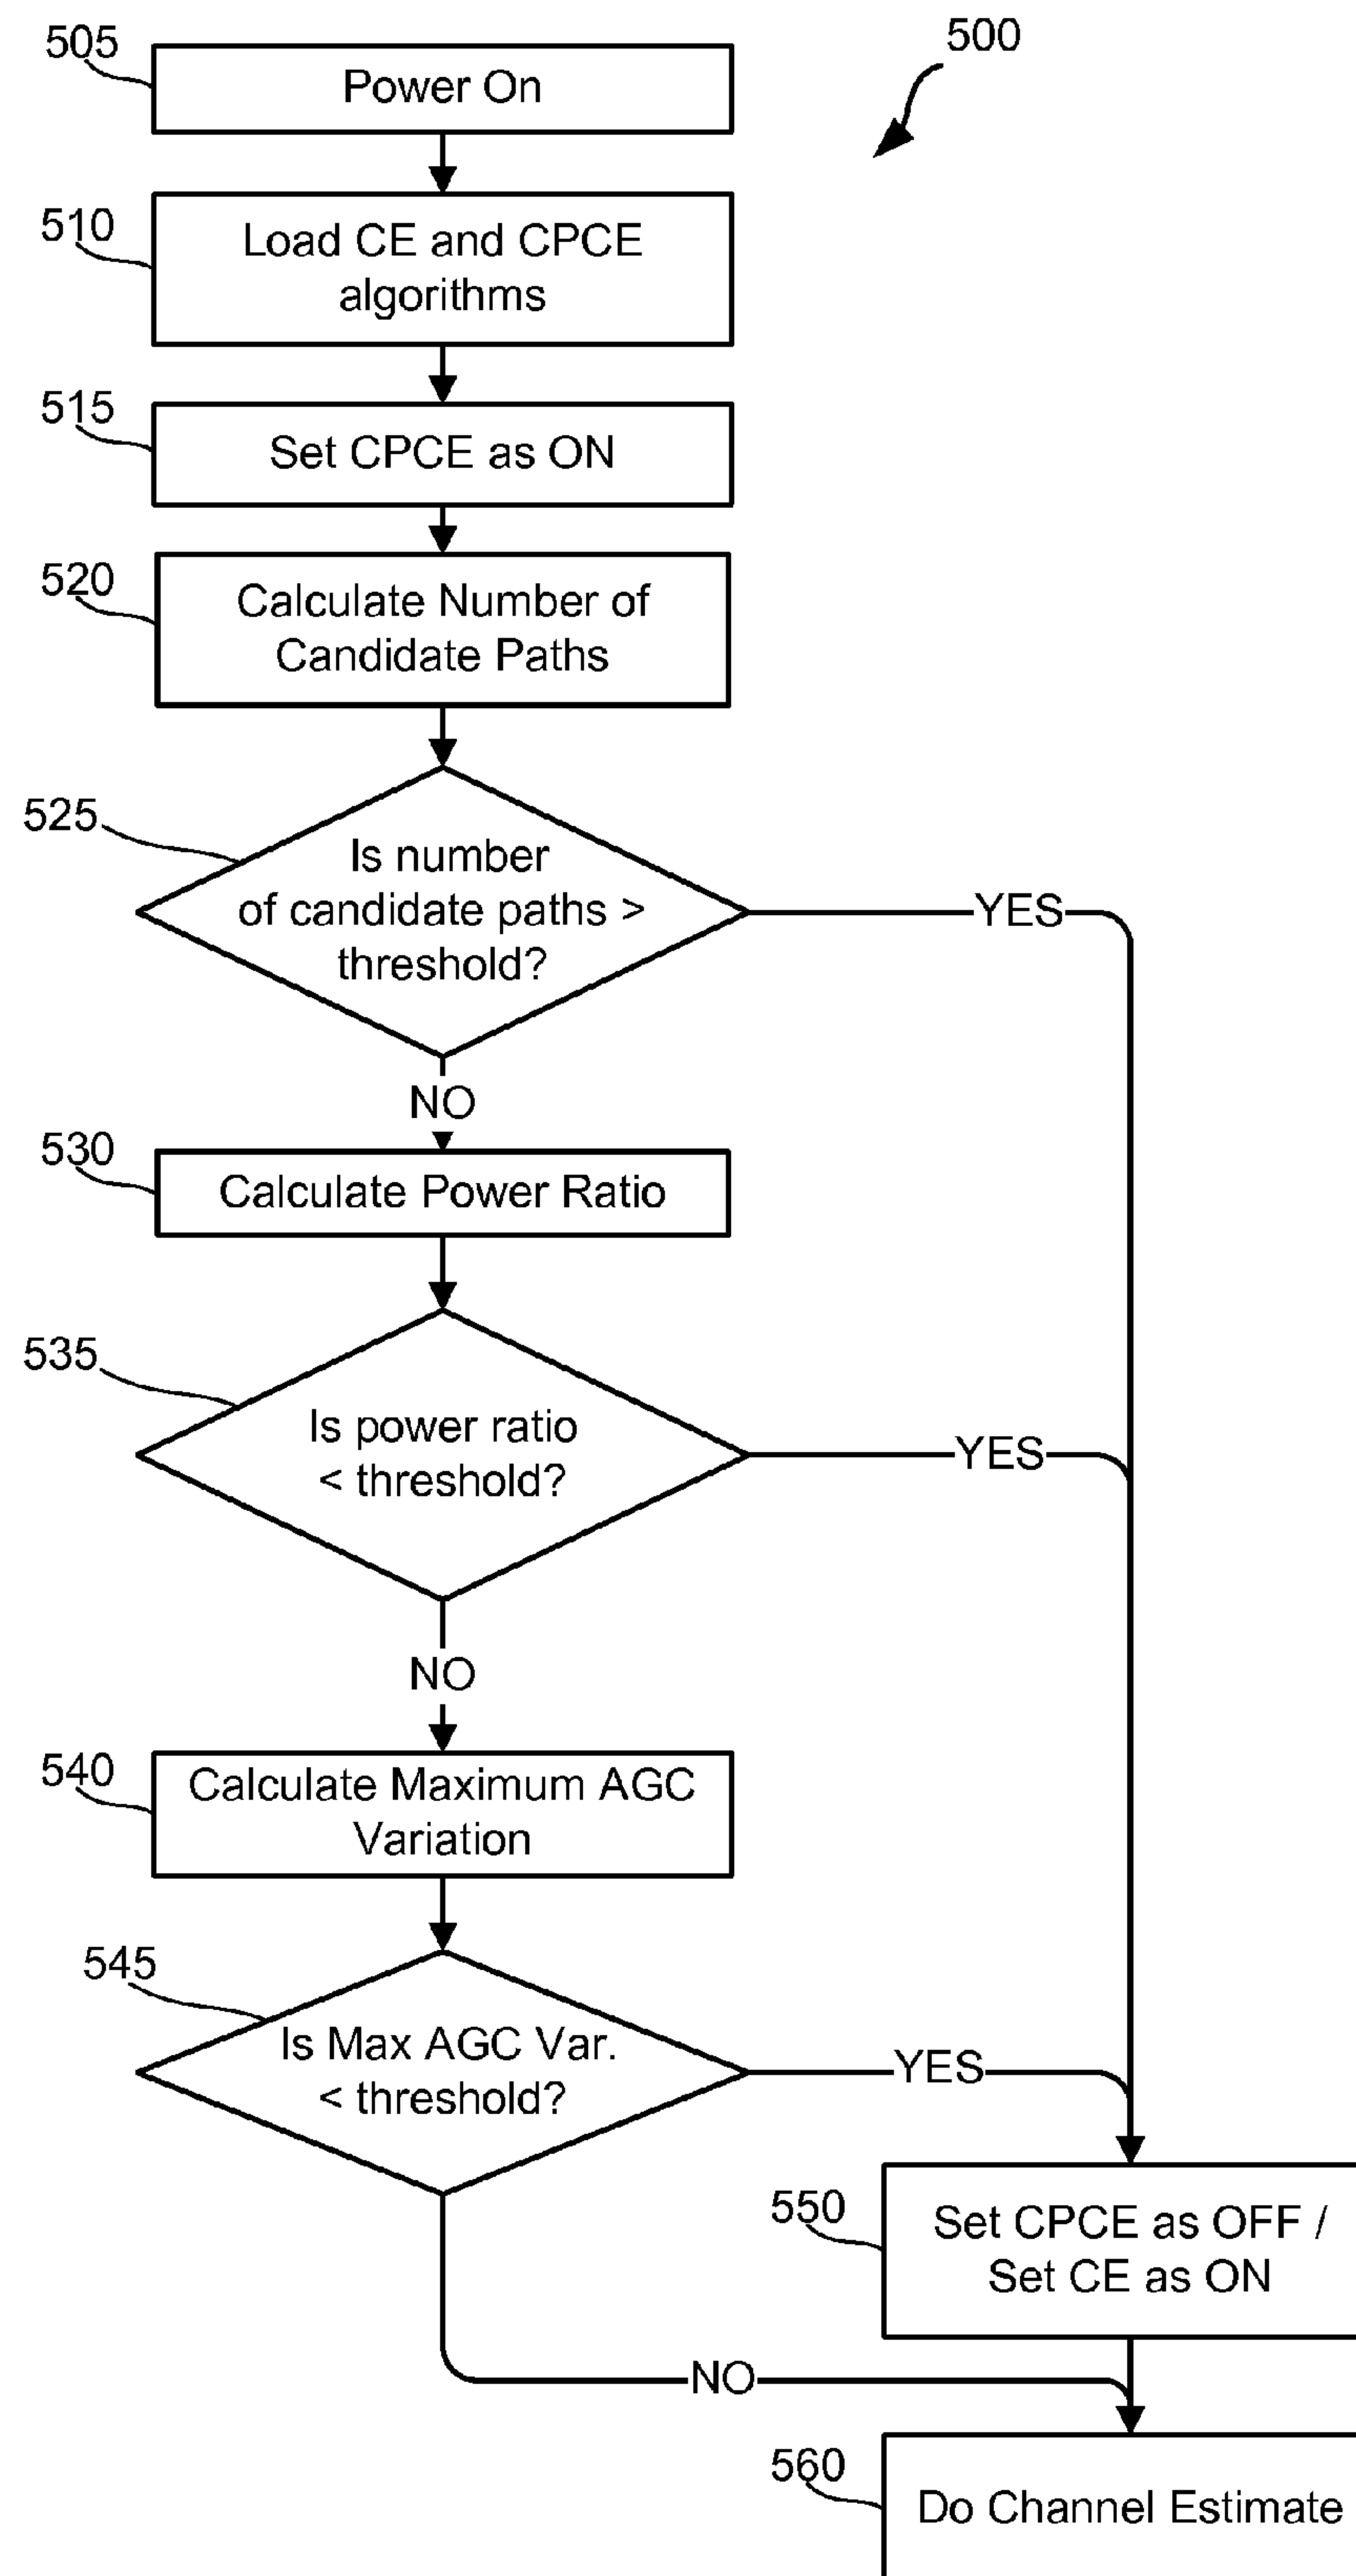 500
505
Power On
510
Load CE and CPCE
algorithms
515
Set CPCE as ON
520
Calculate Number of
Candidate Paths
525
Is number
of candidate paths >
threshold?
YES
NO
530
Calculate Power Ratio
535
Is power ratio
< threshold?
YES
NO
540
Calculate Maximum AGC
Variation
545
Is Max AGC Var.
< threshold?
YES
550
Set CPCE as OFF /
Set CE as ON
NO
560
Do Channel Estimate